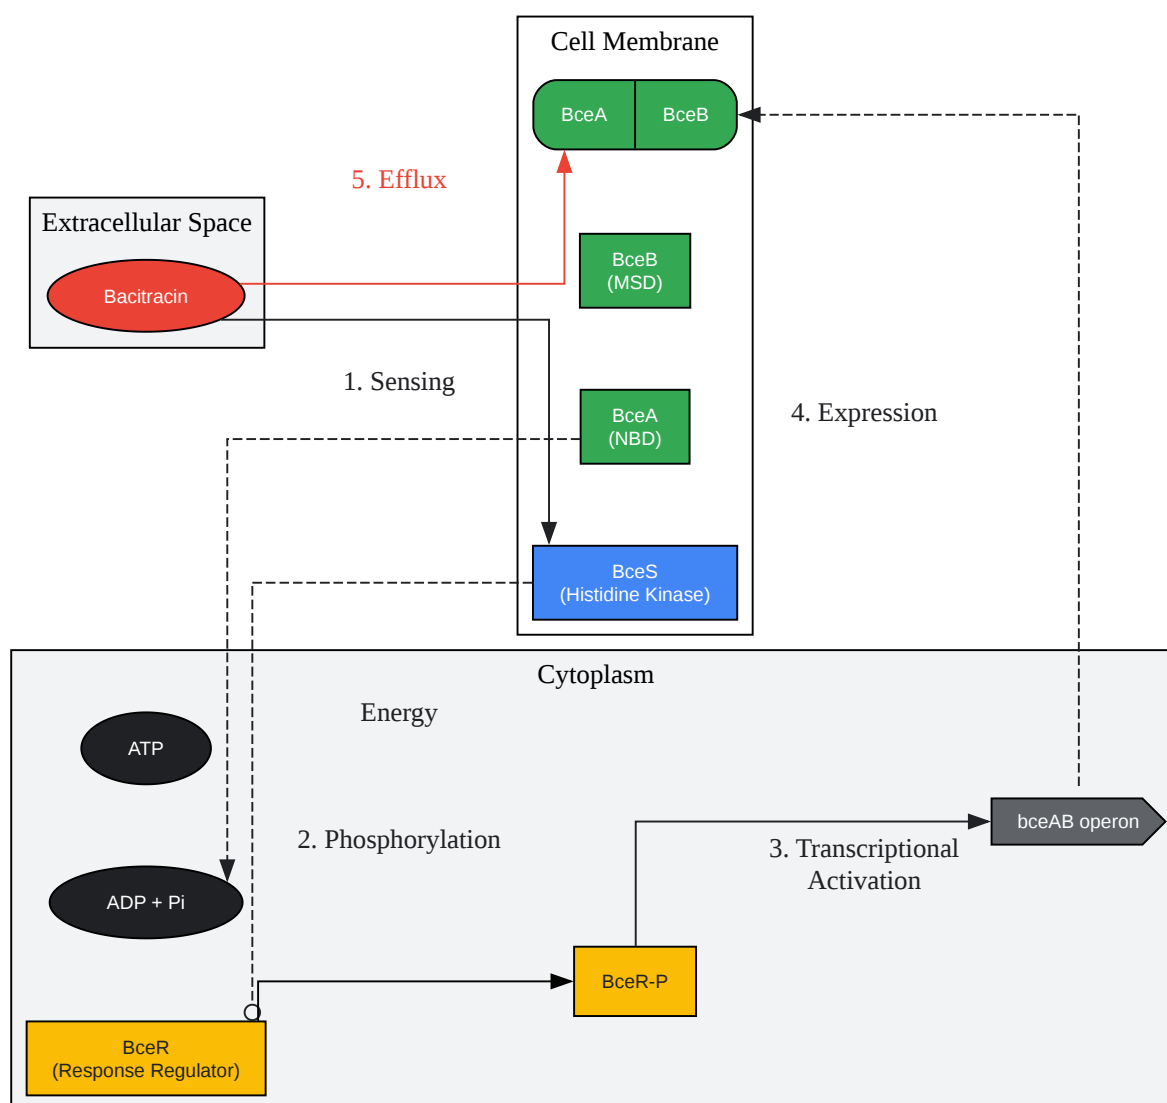 Cell Membrane
BceA
BceB
5. Efflux
Extracellular Space
Bacitracin
BceB
(MSD)
1. Sensing
BceA
(NBD)
4. Expression
BceS
(Histidine Kinase)
Cytoplasm
Energy
ATP
2. Phosphorylation
bceAB operon
3. Transcriptional
Activation
ADP + Pi
BceR-P
BceR
(Response Regulator)